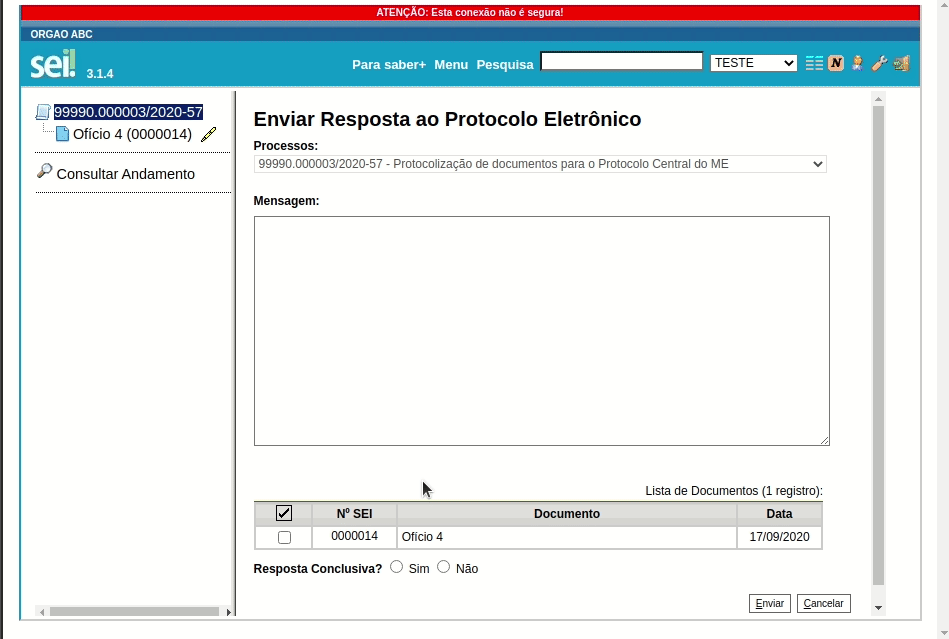 ATENÇÃO: Esta conexão não é segura!
ORGAO ABC
sei! 3.1.4 Para saber+ Menu Pesquisa TESTE N
99990.000003/2020-57
Ofício 4 (0000014)
Consultar Andamento
Enviar Resposta ao Protocolo Eletrônico
Processos:
99990.000003/2020-57 - Protocolização de documentos para o Protocolo Central do ME
Mensagem:
Lista de Documentos (1 registro):
Nº SEI Documento Data
0000014 Ofício 4 17/09/2020
Resposta Conclusiva? Sim Não
Enviar Cancelar